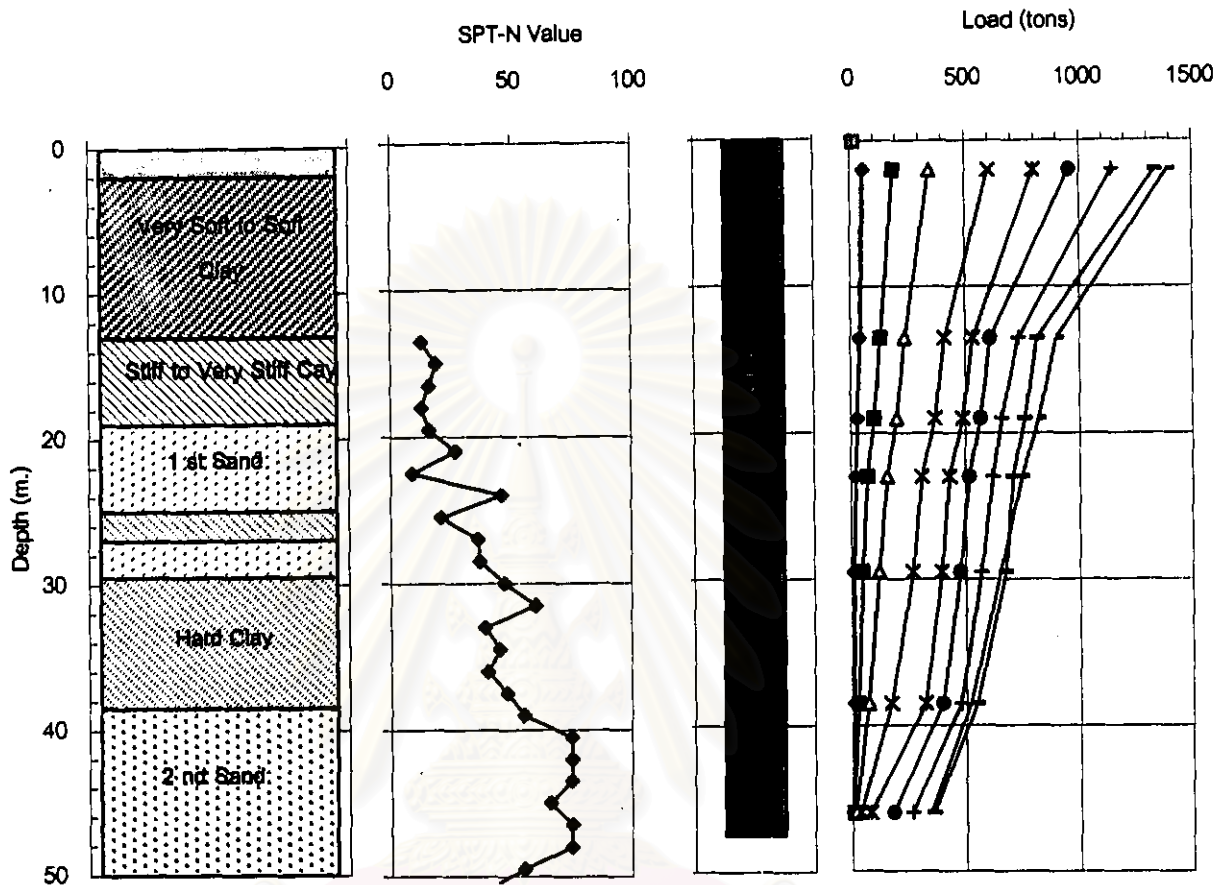 SPT-N Value
Load (tons)
0 50 100
0 500 1000 1500
0
10
20
30
40
50
Depth (m.)
Very Soft to Soft
Clay
Stiff to Very Stiff Cay
1 st Sand
Hard Clay
2 nd Sand